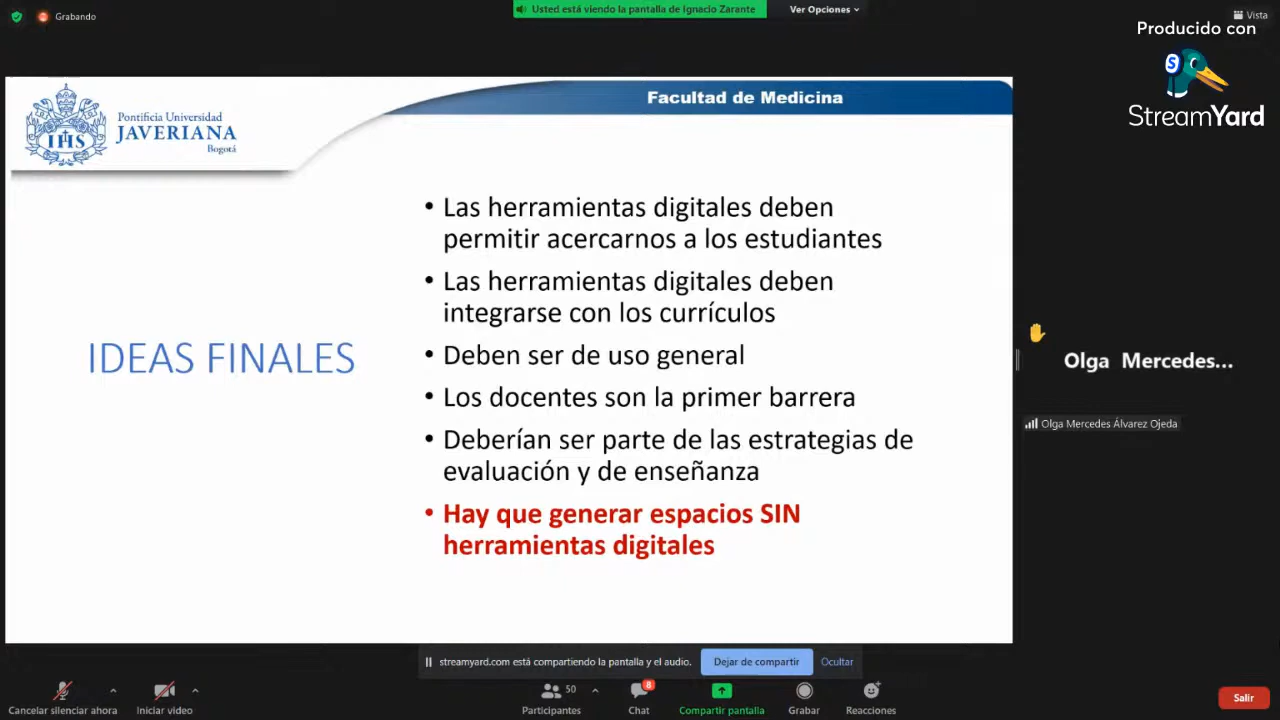 Grabando
Usted está viendo la pantalla de Ignacio Zarante
Ver Opciones
Vista
Producido con
StreamYard
Pontificia Universidad
JAVERIANA
Bogotá
IHS
Facultad de Medicina
IDEAS FINALES
• Las herramientas digitales deben
permitir acercarnos a los estudiantes
• Las herramientas digitales deben
integrarse con los currículos
• Deben ser de uso general
• Los docentes son la primer barrera
• Deberían ser parte de las estrategias de
evaluación y de enseñanza
• Hay que generar espacios SIN
herramientas digitales
Olga Mercedes...
Olga Mercedes Álvarez Ojeda
streamyard.com está compartiendo la pantalla y el audio.
Dejar de compartir
Ocultar
Cancelar silenciar ahora
Iniciar video
50
Participantes
8
Chat
Compartir pantalla
Grabar
Reacciones
Salir